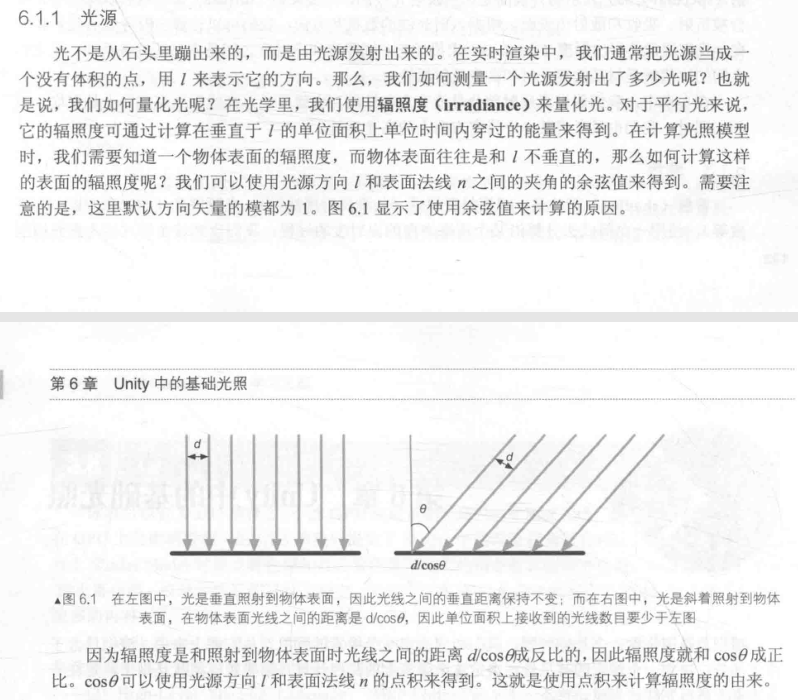 6.1.1 光源
光不是从石头里蹦出来的，而是由光源发射出来的。在实时渲染中，我们通常把光源当成一
个没有体积的点，用 l 来表示它的方向。那么，我们如何测量一个光源发射出了多少光呢？也就
是说，我们如何量化光呢？在光学里，我们使用辐照度（irradiance）来量化光。对于平行光来说，
它的辐照度可通过计算在垂直于 l 的单位面积上单位时间内穿过的能量来得到。在计算光照模型
时，我们需要知道一个物体表面的辐照度，而物体表面往往是和 l 不垂直的，那么如何计算这样
的表面的辐照度呢？我们可以使用光源方向 l 和表面法线 n 之间的夹角的余弦值来得到。需要注
意的是，这里默认方向矢量的模都为 1。图 6.1 显示了使用余弦值来计算的原因。
第 6 章 Unity 中的基础光照
d
d
θ
d/cosθ
▲图 6.1 在左图中，光是垂直照射到物体表面，因此光线之间的垂直距离保持不变；而在右图中，光是斜着照射到物体
表面，在物体表面光线之间的距离是 d/cosθ，因此单位面积上接收到的光线数目要少于左图
因为辐照度是和照射到物体表面时光线之间的距离 d/cosθ成反比的，因此辐照度就和 cosθ 成正
比。cosθ 可以使用光源方向 l 和表面法线 n 的点积来得到。这就是使用点积来计算辐照度的由来。